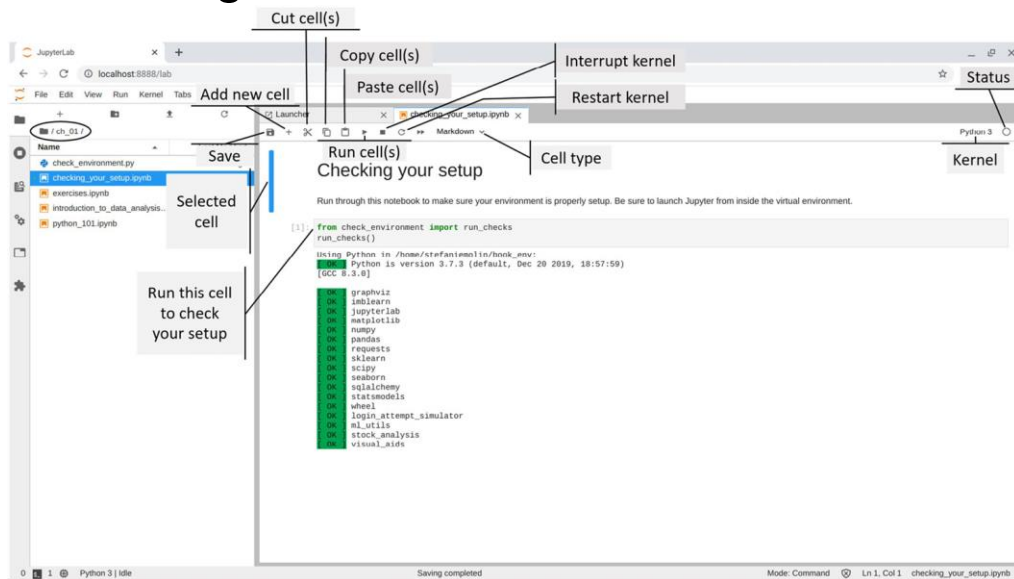 Cut cell(s)
JupyterLab
Copy cell(s)
Interrupt kernel
localhost:8888/lab
Paste cell(s)
Status
File Edit View Run Kernel Tabs
Add new cell
Restart kernel
Launcher
checking_your_setup.ipynb
/ ch_01 /
Markdown
Python 3
Name
Save
Run cell(s)
Cell type
Kernel
check_environment.py
checking_your_setup.ipynb
exercises.ipynb
introduction_to_data_analysis...
python_101.ipynb
Selected
cell
Checking your setup
Run through this notebook to make sure your environment is properly setup. Be sure to launch Jupyter from inside the virtual environment.
[1]: from check_environment import run_checks
run_checks()
Using Python in /home/stefaniemolin/book_env:
[ OK ] Python is version 3.7.3 (default, Dec 20 2019, 18:57:59)
[GCC 8.3.0]
Run this cell
to check
your setup
[ OK ] graphviz
[ OK ] imblearn
[ OK ] jupyterlab
[ OK ] matplotlib
[ OK ] numpy
[ OK ] pandas
[ OK ] requests
[ OK ] sklearn
[ OK ] scipy
[ OK ] seaborn
[ OK ] sqlalchemy
[ OK ] statsmodels
[ OK ] wheel
[ OK ] login_attempt_simulator
[ OK ] ml_utils
[ OK ] stock_analysis
[ OK ] visual_aids
0 1 Python 3 | Idle
Saving completed
Mode: Command Ln 1, Col 1 checking_your_setup.ipynb